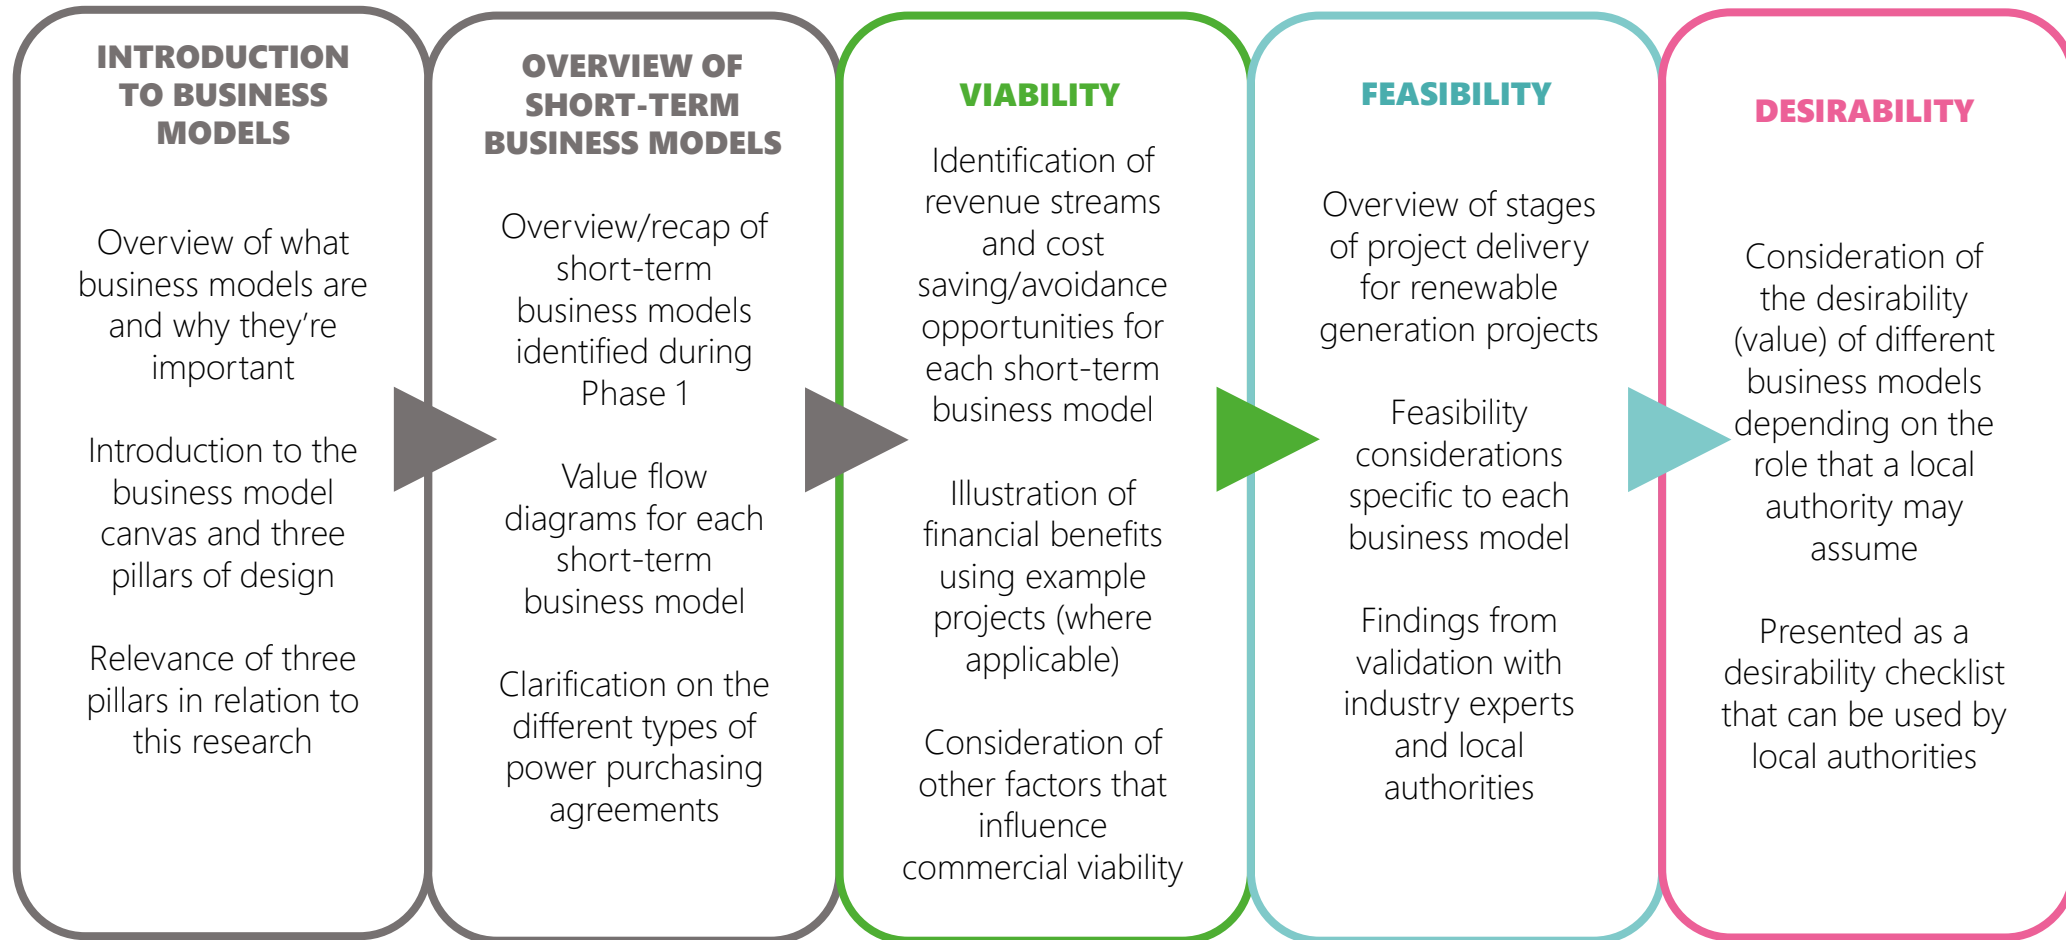 INTRODUCTION
TO BUSINESS
MODELS
Overview of what
business models are
and why they're
important
Introduction to the
business model
canvas and three
pillars of design
Relevance of three
pillars in relation to
this research
OVERVIEW OF
SHORT-TERM
BUSINESS MODELS
Overview/recap of
short-term
business models
identified during
Phase 1
Value flow
diagrams for each
short-term
business model
Clarification on the
different types of
power purchasing
agreements
VIABILITY
Identification of
revenue streams
and cost
saving/avoidance
opportunities for
each short-term
business model
Illustration of
financial benefits
using example
projects (where
applicable)
Consideration of
other factors that
influence
commercial viability
FEASIBILITY
Overview of stages
of project delivery
for renewable
generation projects
Feasibility
considerations
specific to each
business model
Findings from
validation with
industry experts
and local
authorities
DESIRABILITY
Consideration of
the desirability
(value) of different
business models
depending on the
role that a local
authority may
assume
Presented as a
desirability checklist
that can be used by
local authorities